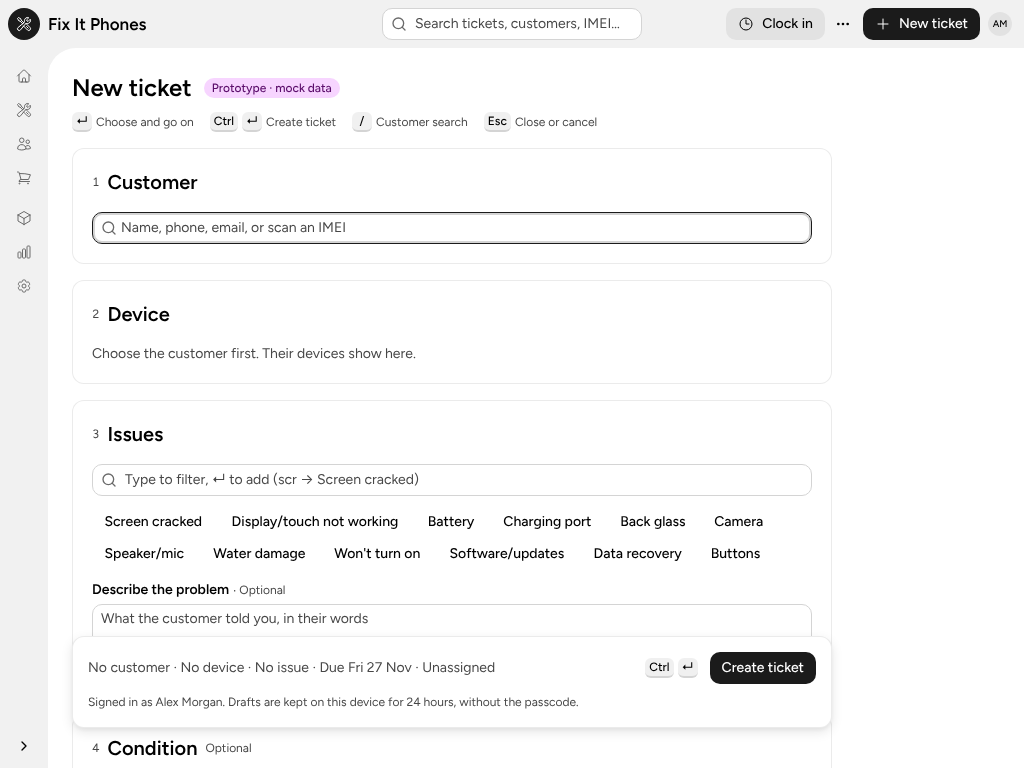 Fix It Phones
Search tickets, customers, IMEI...
Clock in
New ticket
AM
New ticket
Prototype · mock data
↵ Choose and go on
Ctrl ↵ Create ticket
/ Customer search
Esc Close or cancel
1 Customer
Name, phone, email, or scan an IMEI
2 Device
Choose the customer first. Their devices show here.
3 Issues
Type to filter, ↵ to add (scr → Screen cracked)
Screen cracked Display/touch not working Battery Charging port Back glass Camera
Speaker/mic Water damage Won't turn on Software/updates Data recovery Buttons
Describe the problem · Optional
What the customer told you, in their words
No customer · No device · No issue · Due Fri 27 Nov · Unassigned
Ctrl ↵ Create ticket
Signed in as Alex Morgan. Drafts are kept on this device for 24 hours, without the passcode.
4 Condition Optional